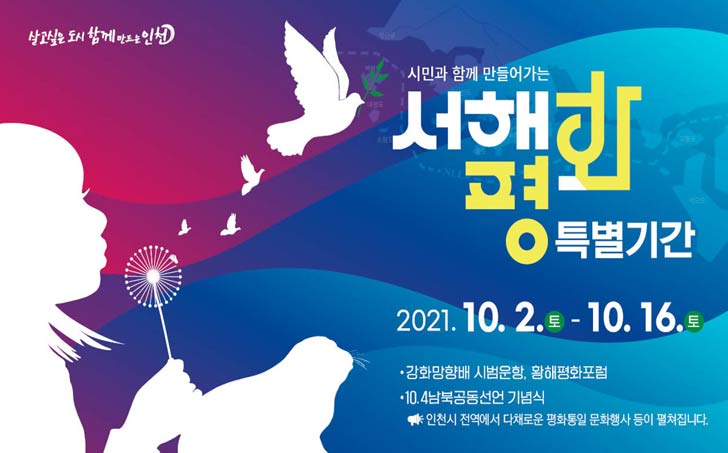 살고싶은 도시 함께 만드는 인천
시민과 함께 만들어가는
서해
평화
특별기간
2021. 10. 2.토 - 10. 16.토
·강화망향배 시범운항, 황해평화포럼
·10.4남북공동선언 기념식
인천시 전역에서 다채로운 평화통일 문화행사 등이 펼쳐집니다.